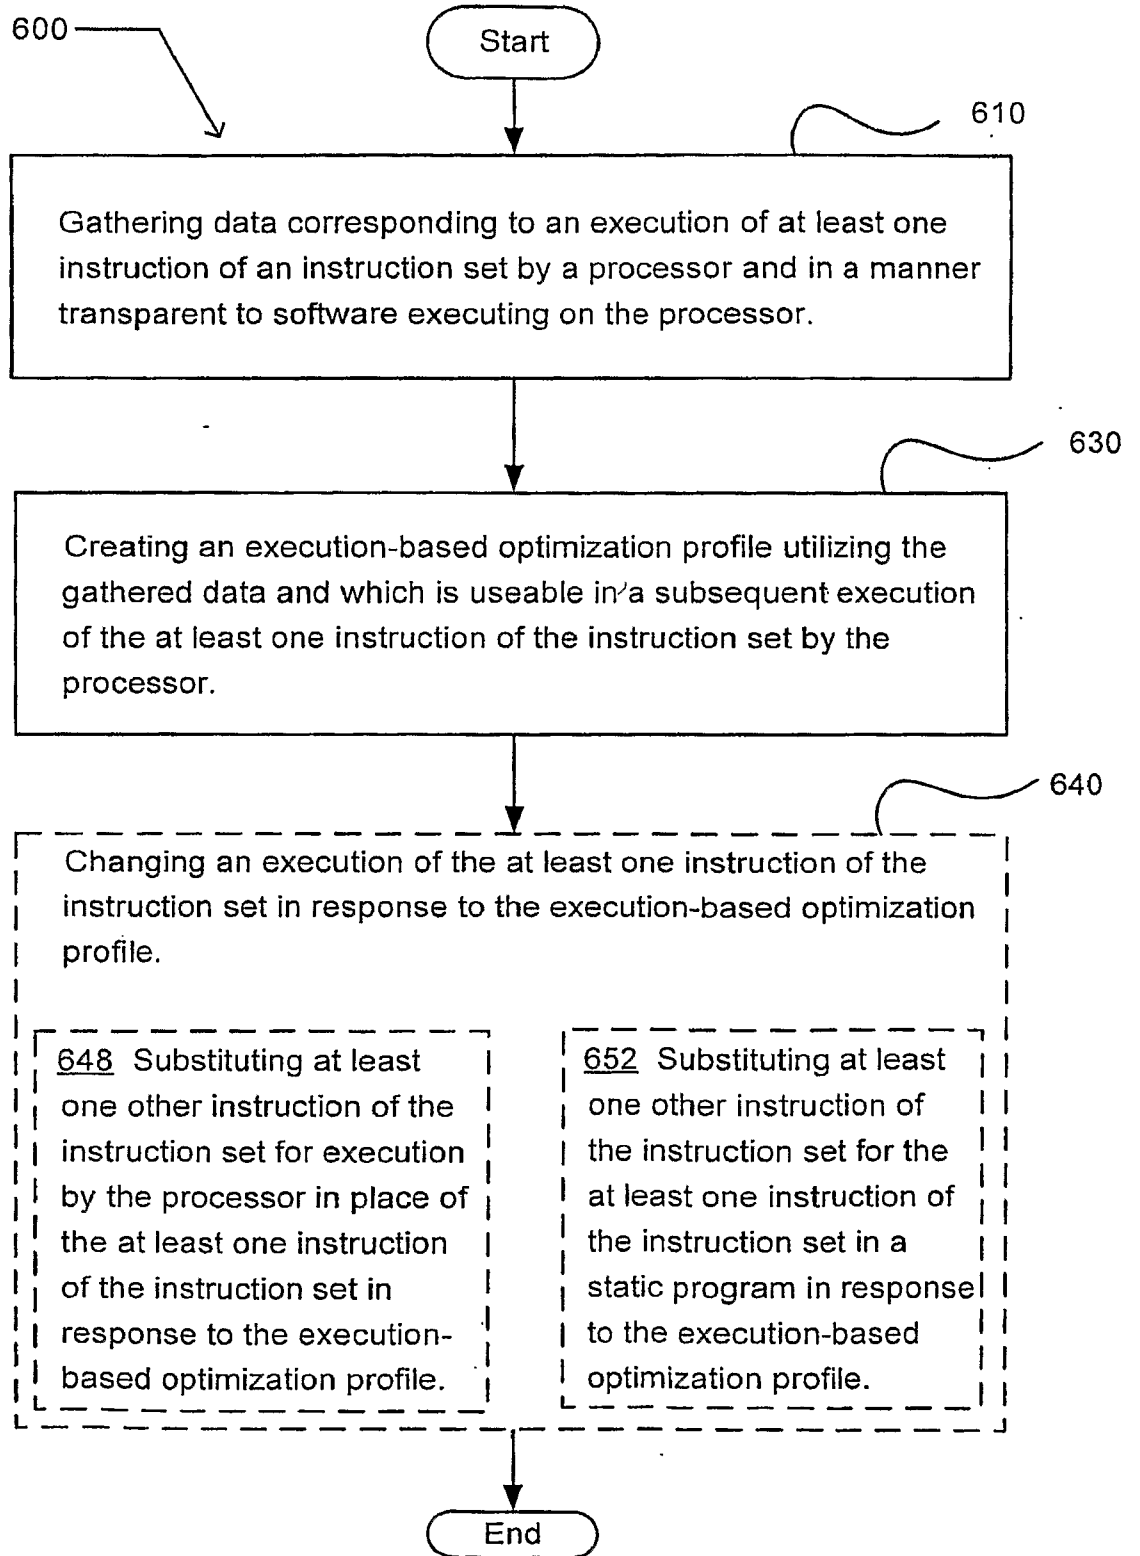 600
Start
610
Gathering data corresponding to an execution of at least one
instruction of an instruction set by a processor and in a manner
transparent to software executing on the processor.
630
Creating an execution-based optimization profile utilizing the
gathered data and which is useable in a subsequent execution
of the at least one instruction of the instruction set by the
processor.
640
Changing an execution of the at least one instruction of the
instruction set in response to the execution-based optimization
profile.
648 Substituting at least
one other instruction of the
instruction set for execution
by the processor in place of
the at least one instruction
of the instruction set in
response to the execution-
based optimization profile.
652 Substituting at least
one other instruction of
the instruction set for the
at least one instruction of
the instruction set in a
static program in response
to the execution-based
optimization profile.
End